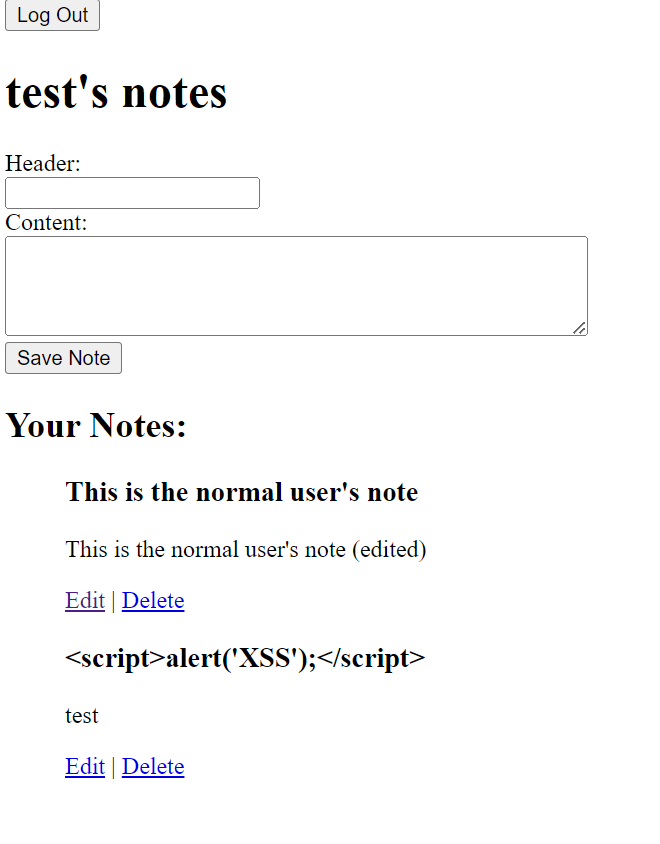 Log Out
test's notes
Header:
Content:
Save Note
Your Notes:
This is the normal user's note
This is the normal user's note (edited)
Edit | Delete
<script>alert('XSS');</script>
test
Edit | Delete